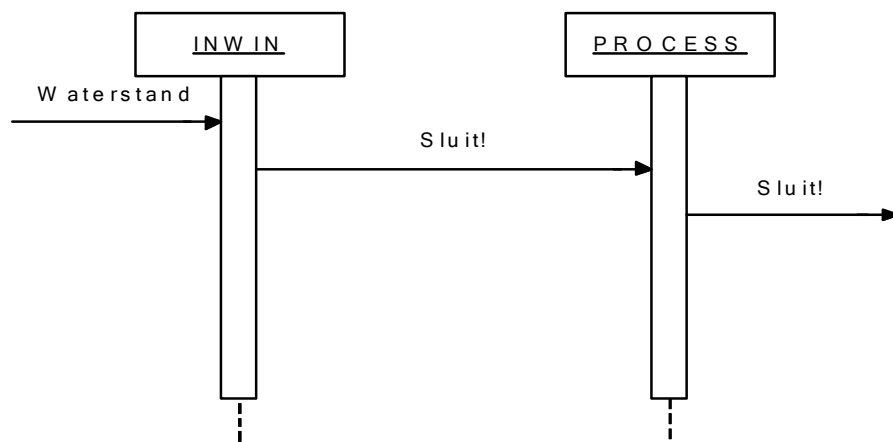 INWIN
PROCESS
Waterstand
Sluit!
Sluit!